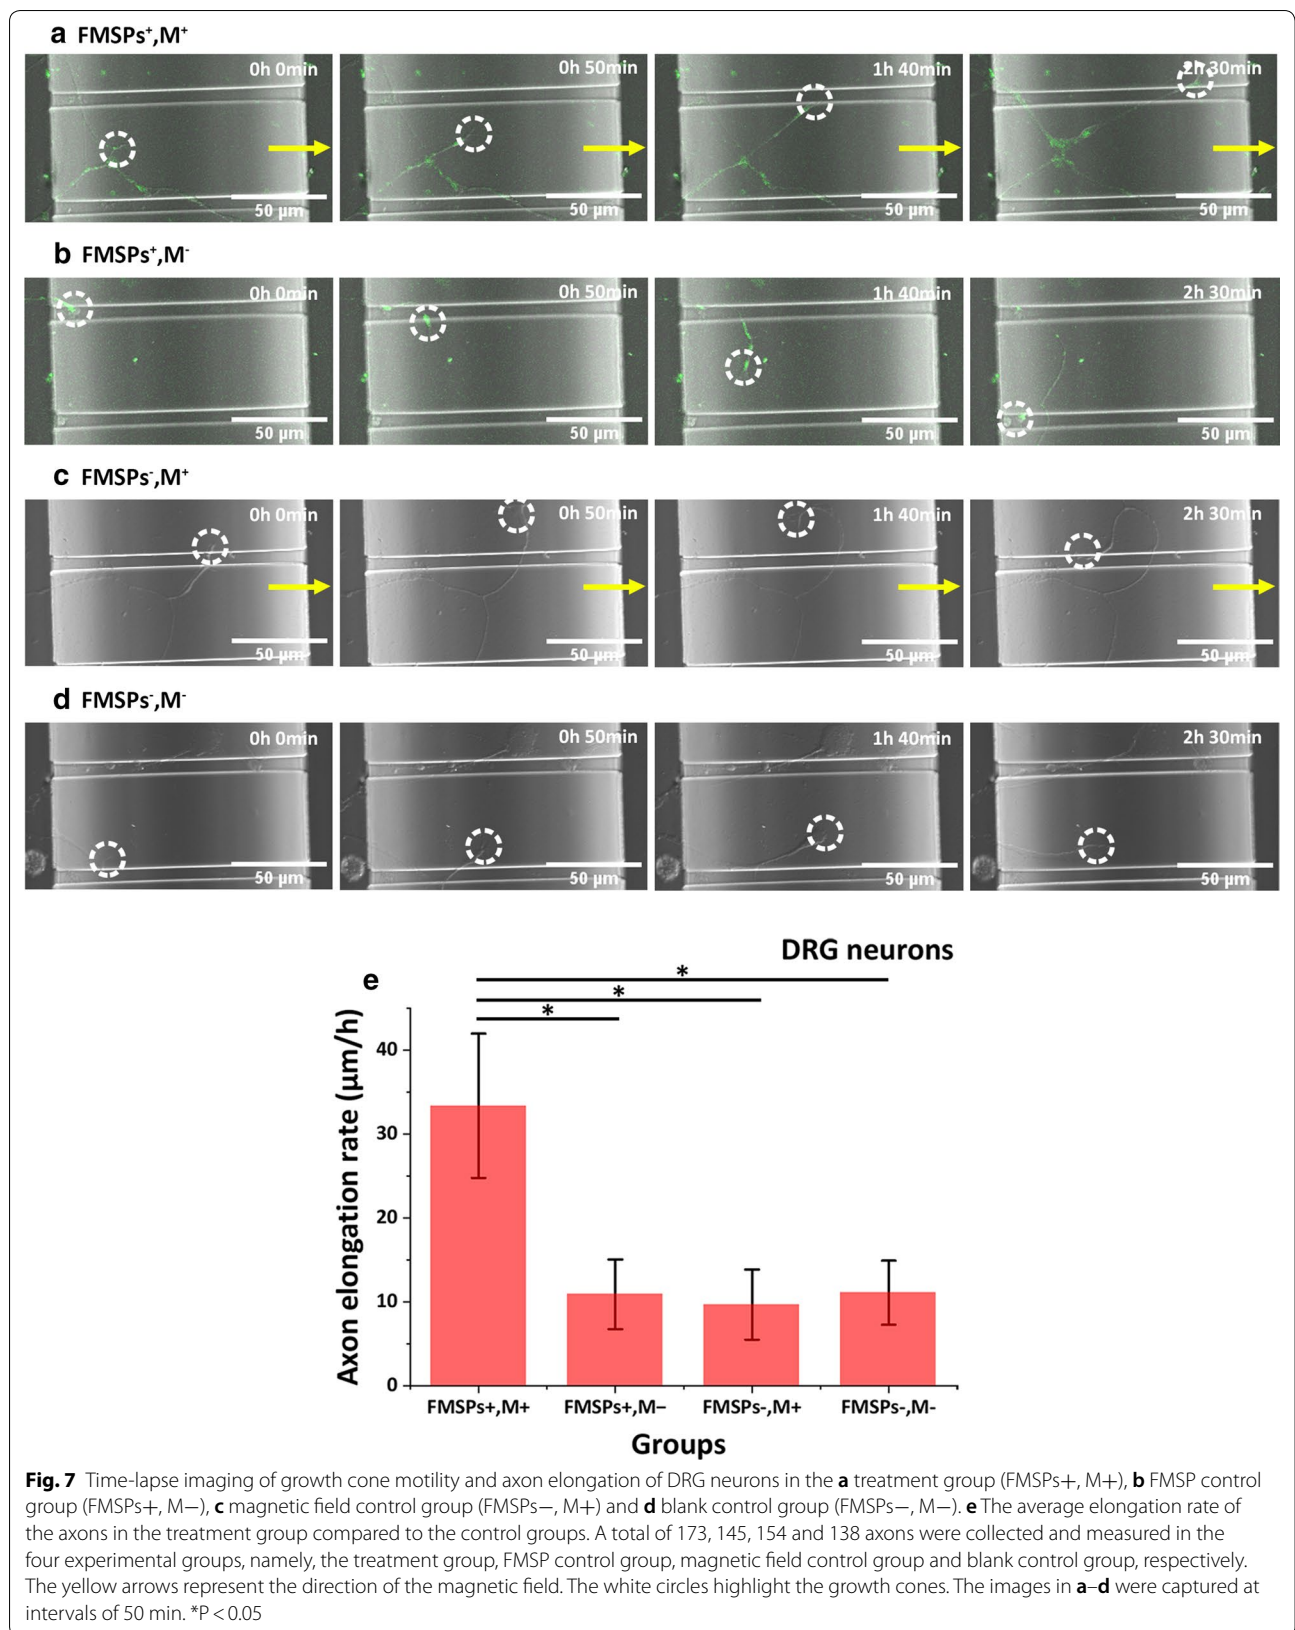 a FMSPs⁺,M⁺
0h 0min
0h 50min
1h 40min
2h 30min
50 µm
50 µm
50 µm
50 µm
b FMSPs⁺,M⁻
0h 0min
0h 50min
1h 40min
2h 30min
50 µm
50 µm
50 µm
50 µm
c FMSPs⁻,M⁺
0h 0min
0h 50min
1h 40min
2h 30min
50 µm
50 µm
50 µm
50 µm
d FMSPs⁻,M⁻
0h 0min
0h 50min
1h 40min
2h 30min
50 µm
50 µm
50 µm
50 µm
DRG neurons
e
*
*
*
Axon elongation rate (µm/h)
40
30
20
10
0
FMSPs+,M+
FMSPs+,M−
FMSPs-,M+
FMSPs-,M-
Groups
Fig. 7 Time-lapse imaging of growth cone motility and axon elongation of DRG neurons in the a treatment group (FMSPs+, M+), b FMSP control
group (FMSPs+, M−), c magnetic field control group (FMSPs−, M+) and d blank control group (FMSPs−, M−). e The average elongation rate of
the axons in the treatment group compared to the control groups. A total of 173, 145, 154 and 138 axons were collected and measured in the
four experimental groups, namely, the treatment group, FMSP control group, magnetic field control group and blank control group, respectively.
The yellow arrows represent the direction of the magnetic field. The white circles highlight the growth cones. The images in a–d were captured at
intervals of 50 min. *P < 0.05